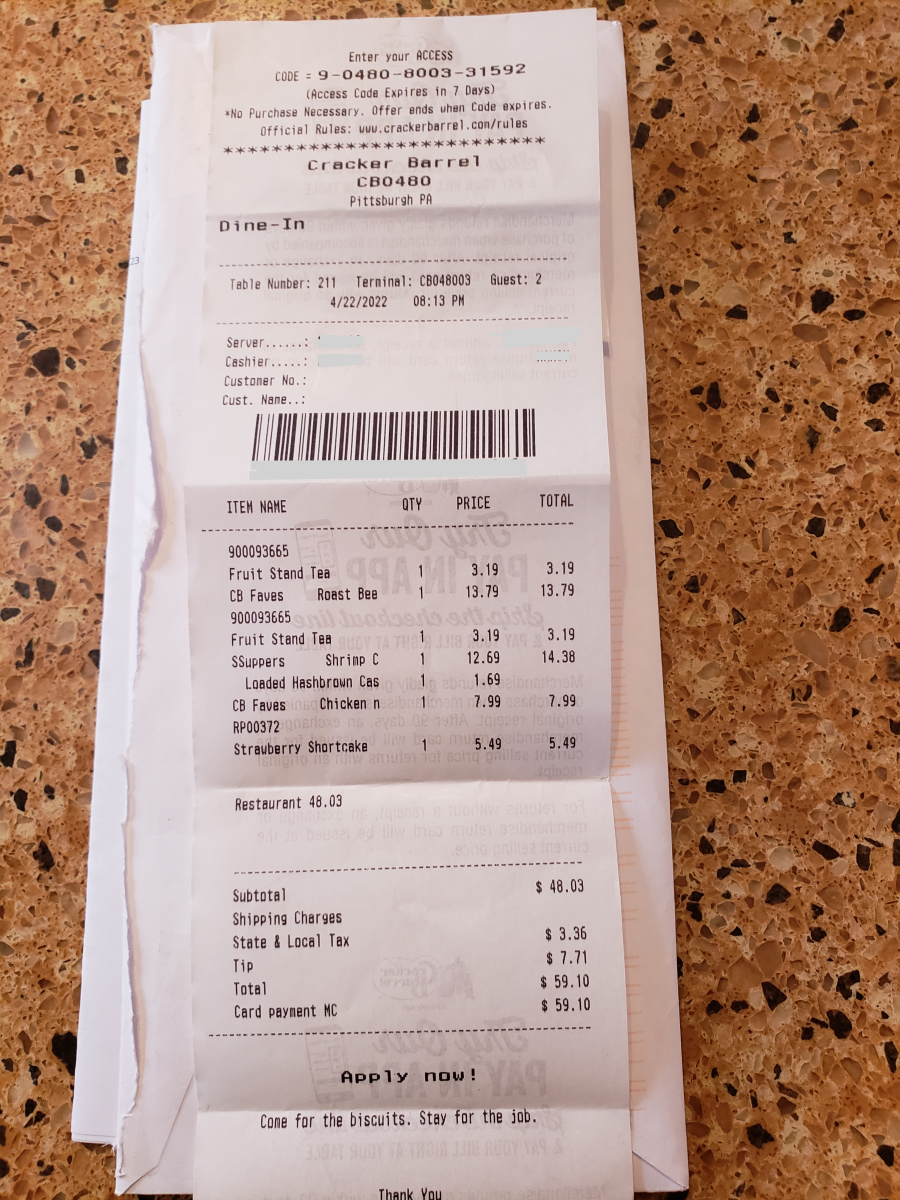 Enter your ACCESS
CODE = 9-0480-8003-31592
(Access Code Expires in 7 Days)
*No Purchase Necessary. Offer ends when Code expires.
Official Rules: www.crackerbarrel.com/rules
*****************************
Cracker Barrel
CB0480
Pittsburgh PA
Dine-In
Table Number: 211 Terminal: CB048003 Guest: 2
4/22/2022 08:13 PM
Server......:
Cashier.....:
Customer No.:
Cust. Name..:
ITEM NAME QTY PRICE TOTAL
900093665
Fruit Stand Tea 1 3.19 3.19
CB Faves Roast Bee 1 13.79 13.79
900093665
Fruit Stand Tea 1 3.19 3.19
SSuppers Shrimp C 1 12.69 14.38
Loaded Hashbrown Cas 1 1.69
CB Faves Chicken n 1 7.99 7.99
RP00372
Strawberry Shortcake 1 5.49 5.49
Restaurant 48.03
Subtotal $ 48.03
Shipping Charges
State & Local Tax $ 3.36
Tip $ 7.71
Total $ 59.10
Card payment MC $ 59.10
Apply now!
Come for the biscuits. Stay for the job.
Thank You
23